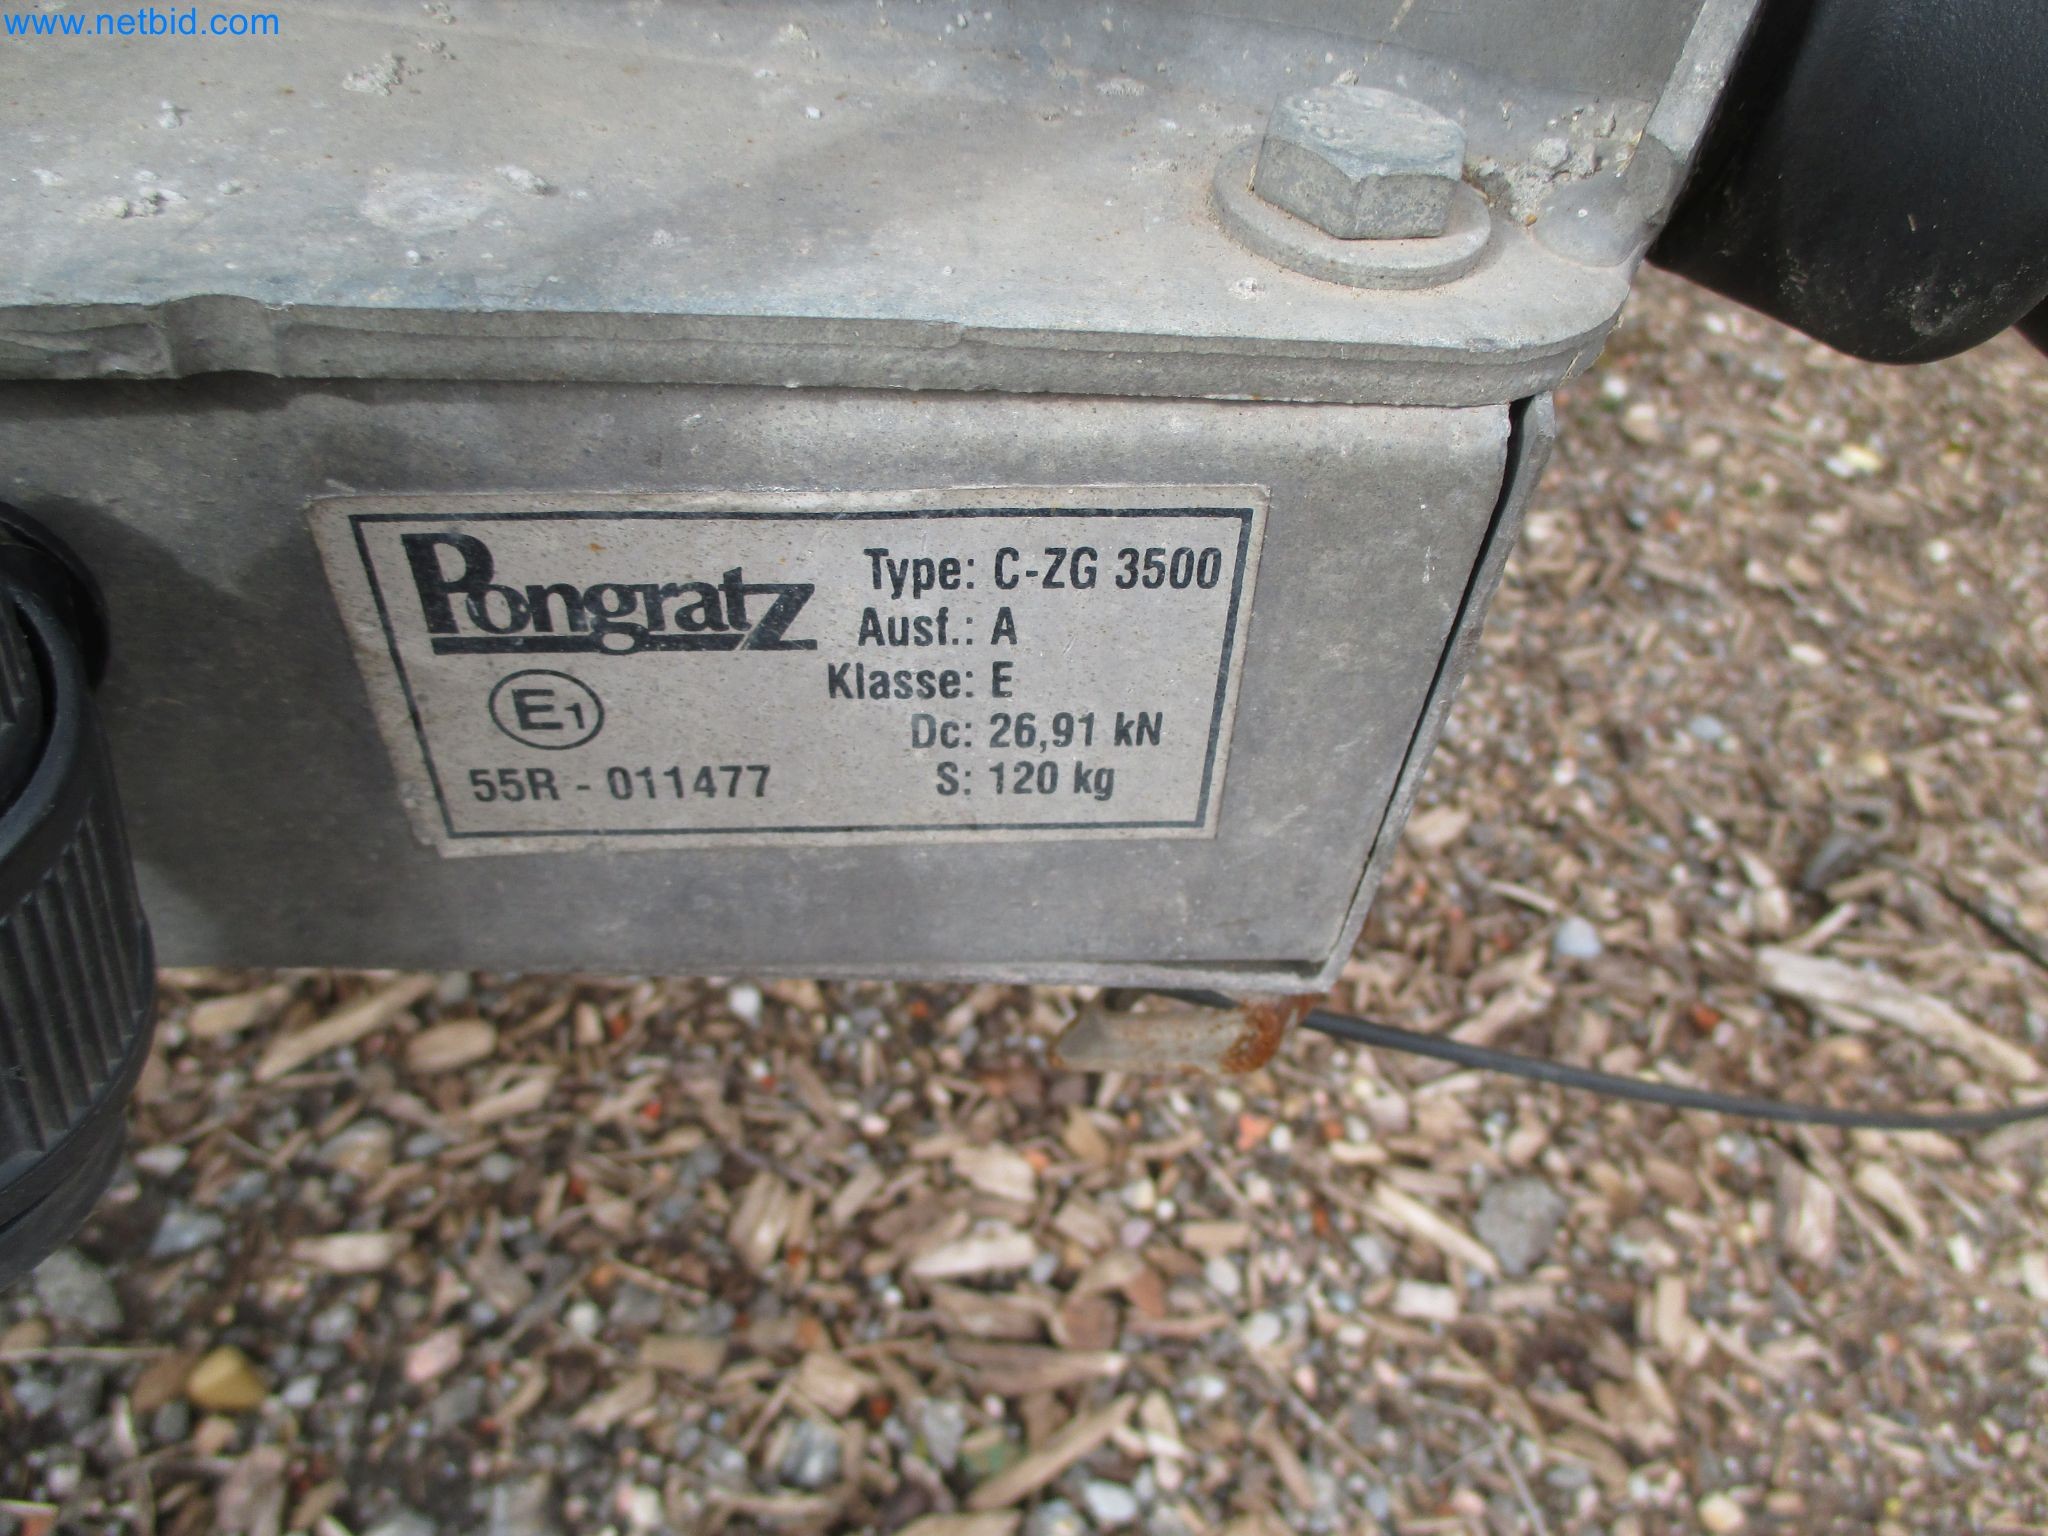 www.netbid.com
Pongratz
Type: C-ZG 3500
Ausf.: A
Klasse: E
E1
Dc: 26,91 kN
55R - 011477
S: 120 kg